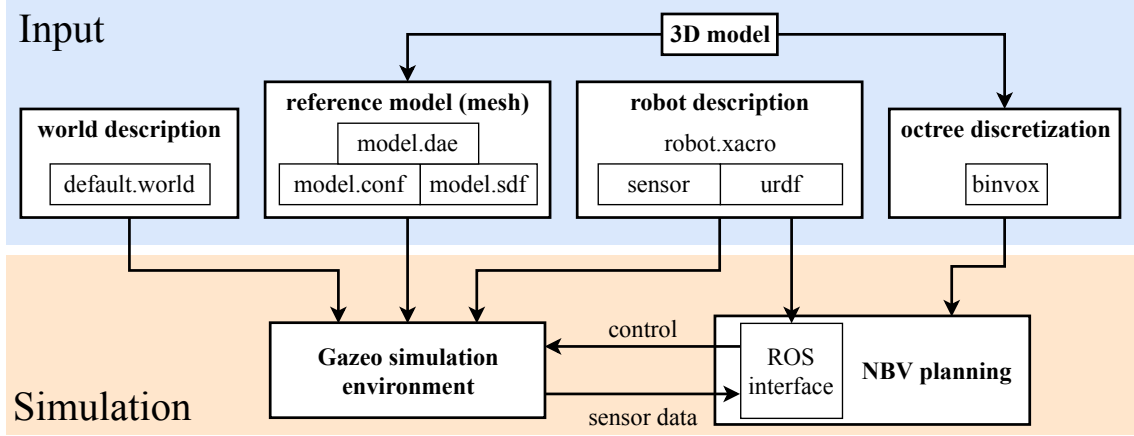 Input
3D model
world description
default.world
reference model (mesh)
model.dae
model.conf
model.sdf
robot description
robot.xacro
sensor
urdf
octree discretization
binvox
Gazeo simulation
environment
control
sensor data
ROS
interface
NBV planning
Simulation